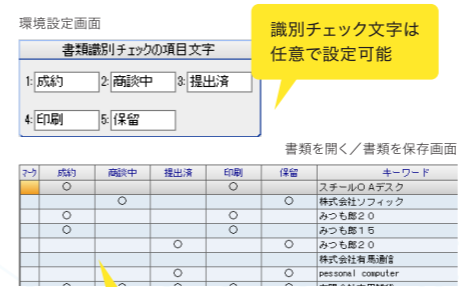 環境設定画面
識別チェック文字は
任意で設定可能
書類識別チェックの項目文字
1: 成約 2: 商談中 3: 提出済
4: 印刷 5: 保留
書類を開く／書類を保存画面
マーク 成約 商談中 提出済 印刷 保留 キーワード
○ ○ スチールＯＡデスク
○ ○ 株式会社ソフィック
○ ○ みつも郎２０
○ ○ みつも郎１５
○ ○ みつも郎２０
株式会社有馬通信
○ ○ pessonal computer